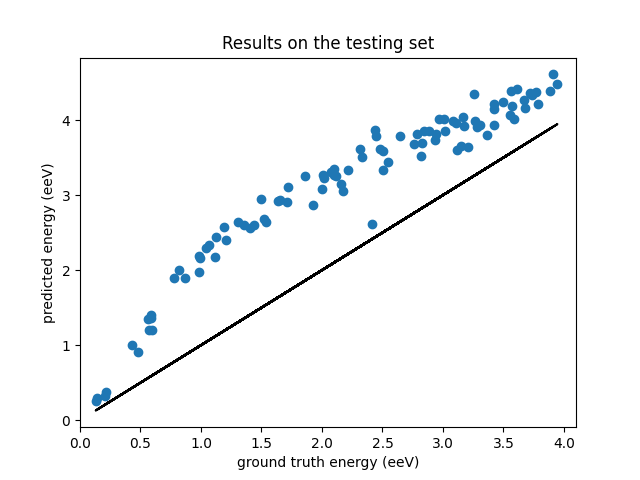 Results on the testing set
predicted energy (eeV)
4
3
2
1
0
0.0 0.5 1.0 1.5 2.0 2.5 3.0 3.5 4.0
ground truth energy (eeV)